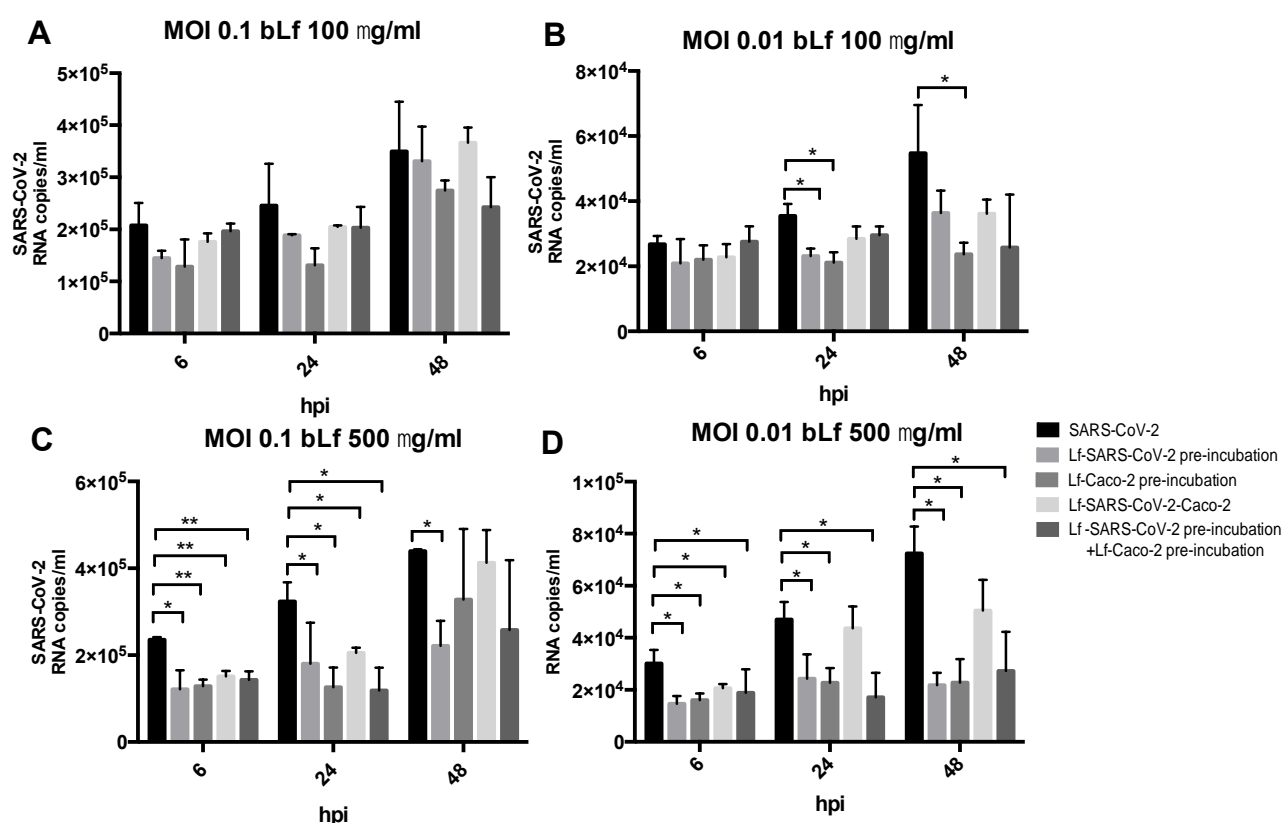 A
MOI 0.1 bLf 100 mg/ml
SARS-CoV-2
RNA copies/ml
5×10⁵
4×10⁵
3×10⁵
2×10⁵
1×10⁵
0
6
24
48
hpi
B
MOI 0.01 bLf 100 mg/ml
SARS-CoV-2
RNA copies/ml
8×10⁴
6×10⁴
4×10⁴
2×10⁴
0
*
*
*
6
24
48
hpi
C
MOI 0.1 bLf 500 mg/ml
SARS-CoV-2
RNA copies/ml
6×10⁵
4×10⁵
2×10⁵
0
**
**
**
*
*
*
*
*
*
6
24
48
hpi
D
MOI 0.01 bLf 500 mg/ml
RNA copies/ml
1×10⁵
8×10⁴
6×10⁴
4×10⁴
2×10⁴
0
*
*
*
*
*
*
*
*
*
*
6
24
48
hpi
SARS-CoV-2
Lf-SARS-CoV-2 pre-incubation
Lf-Caco-2 pre-incubation
Lf-SARS-CoV-2-Caco-2
Lf -SARS-CoV-2 pre-incubation
+Lf-Caco-2 pre-incubation